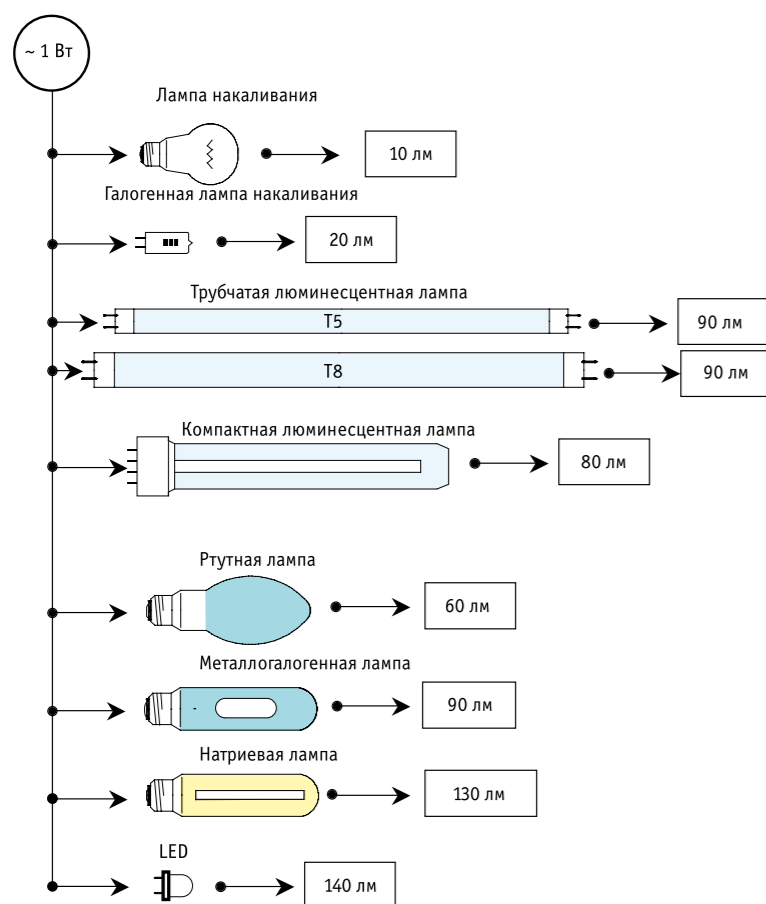 ~ 1 Вт
Лампа накаливания
10 лм
Галогенная лампа накаливания
20 лм
Трубчатая люминесцентная лампа
T5
90 лм
T8
90 лм
Компактная люминесцентная лампа
80 лм
Ртутная лампа
60 лм
Металлогалогенная лампа
90 лм
Натриевая лампа
130 лм
LED
140 лм